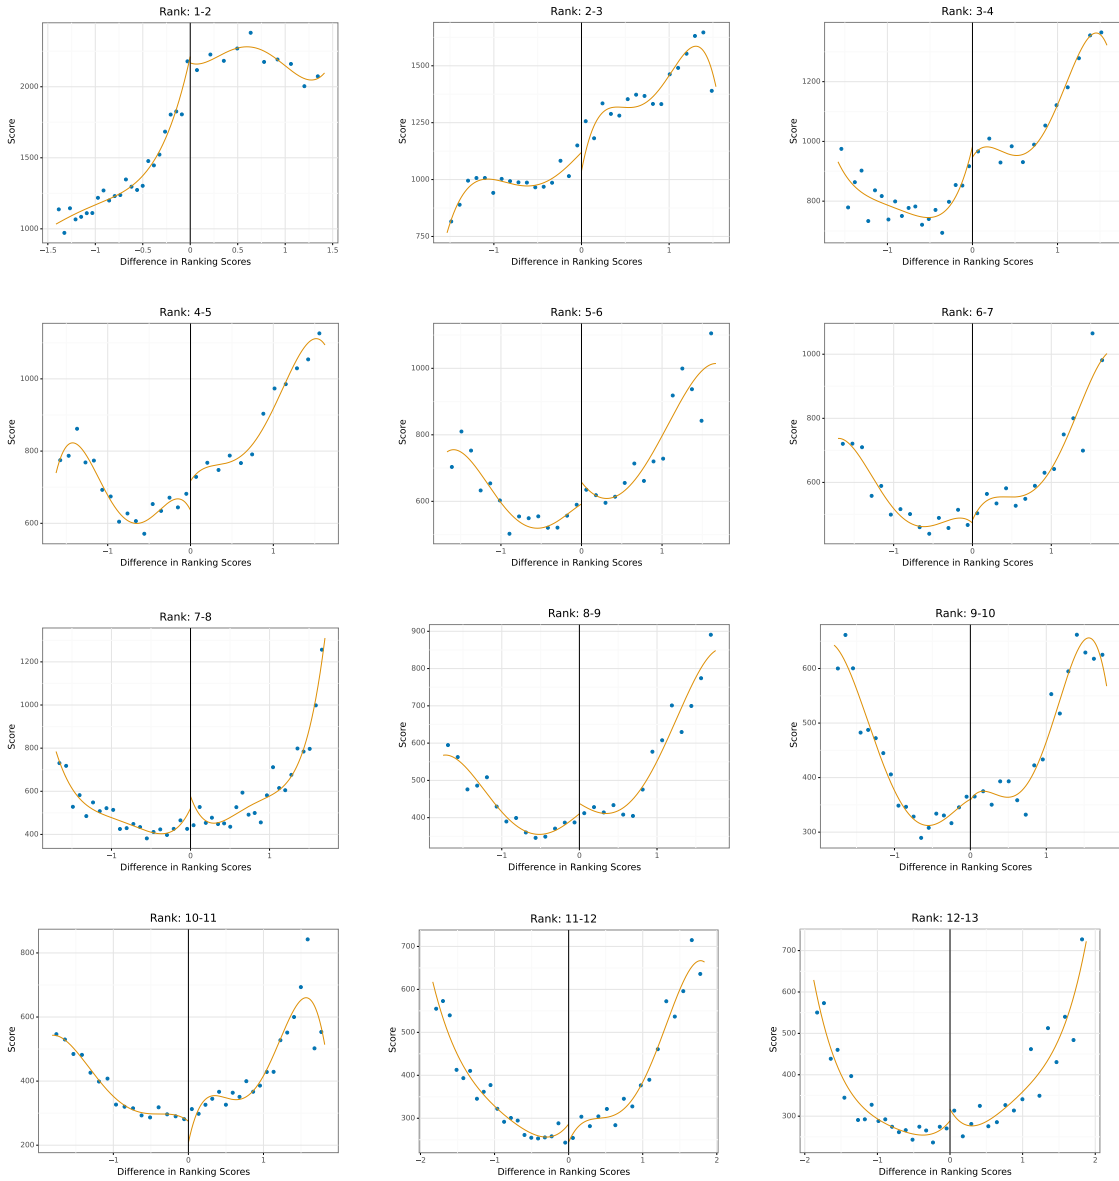 Rank: 1-2
Score
2000
1500
1000
−1.5 −1 −0.5 0 0.5 1 1.5
Difference in Ranking Scores
Rank: 2-3
Score
1500
1250
1000
750
−1 0 1
Difference in Ranking Scores
Rank: 3-4
Score
1200
1000
800
−1 0 1
Difference in Ranking Scores
Rank: 4-5
Score
1000
800
600
−1 0 1
Difference in Ranking Scores
Rank: 5-6
Score
1000
800
600
−1 0 1
Difference in Ranking Scores
Rank: 6-7
Score
1000
800
600
−1 0 1
Difference in Ranking Scores
Rank: 7-8
Score
1200
1000
800
600
400
−1 0 1
Difference in Ranking Scores
Rank: 8-9
Score
900
800
700
600
500
400
−1 0 1
Difference in Ranking Scores
Rank: 9-10
Score
600
500
400
300
−1 0 1
Difference in Ranking Scores
Rank: 10-11
Score
800
600
400
200
−1 0 1
Difference in Ranking Scores
Rank: 11-12
Score
700
600
500
400
300
−2 −1 0 1 2
Difference in Ranking Scores
Rank: 12-13
Score
700
600
500
400
300
−2 −1 0 1 2
Difference in Ranking Scores